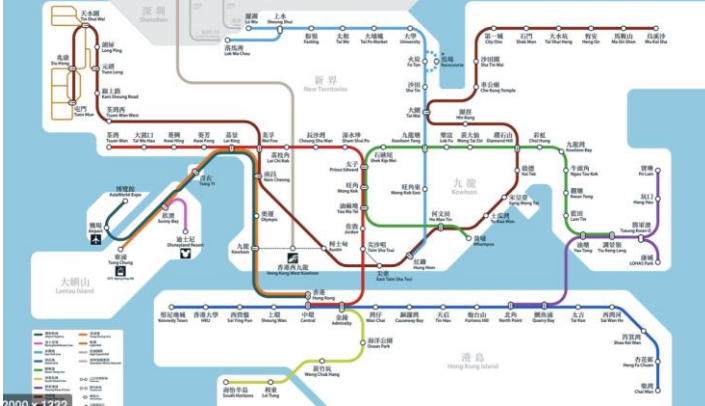 深圳
Shenzhen
天水圍
Tin Shui Wai
朗屏
Long Ping
兆康
Siu Hong
元朗
Yuen Long
錦上路
Kam Sheung Road
屯門
Tuen Mun
荃灣西
Tsuen Wan West
羅湖
Lo Wu
上水
Sheung Shui
落馬洲
Lok Ma Chau
粉嶺
Fanling
太和
Tai Wo
大埔墟
Tai Po Market
大學
University
火炭
Fo Tan
馬場
Racecourse
沙田
Sha Tin
大圍
Tai Wai
第一城
City One
石門
Shek Mun
大水坑
Tai Shui Hang
恆安
Heng On
馬鞍山
Ma On Shan
烏溪沙
Wu Kai Sha
沙田圍
Sha Tin Wai
車公廟
Che Kung Temple
新界
New Territories
顯徑
Hin Keng
荃灣
Tsuen Wan
大窩口
Tai Wo Hau
葵興
Kwai Hing
葵芳
Kwai Fong
荔景
Lai King
美孚
Mei Foo
荔枝角
Lai Chi Kok
長沙灣
Cheung Sha Wan
深水埗
Sham Shui Po
九龍塘
Kowloon Tong
樂富
Lok Fu
黃大仙
Wong Tai Sin
鑽石山
Diamond Hill
彩虹
Choi Hung
九龍灣
Kowloon Bay
石硤尾
Shek Kip Mei
太子
Prince Edward
旺角
Mong Kok
旺角東
Mong Kok East
油麻地
Yau Ma Tei
佐敦
Jordan
九龍
Kowloon
啟德
Kai Tak
宋皇臺
Sung Wong Toi
土瓜灣
To Kwa Wan
何文田
Ho Man Tin
黃埔
Whampoa
牛頭角
Ngau Tau Kok
觀塘
Kwun Tong
藍田
Lam Tin
油塘
Yau Tong
調景嶺
Tiu Keng Leng
將軍澳
Tseung Kwan O
坑口
Hang Hau
寶琳
Po Lam
康城
LOHAS Park
青衣
Tsing Yi
南昌
Nam Cheong
奧運
Olympic
九龍
Kowloon
柯士甸
Austin
香港西九龍
Hong Kong West Kowloon
尖沙咀
Tsim Sha Tsui
尖東
East Tsim Sha Tsui
紅磡
Hung Hom
博覽館
AsiaWorld-Expo
機場
Airport
欣澳
Sunny Bay
迪士尼
Disneyland Resort
東涌
Tung Chung
大嶼山
Lantau Island
香港
Hong Kong
堅尼地城
Kennedy Town
香港大學
HKU
西營盤
Sai Ying Pun
上環
Sheung Wan
中環
Central
金鐘
Admiralty
灣仔
Wan Chai
銅鑼灣
Causeway Bay
天后
Tin Hau
炮台山
Fortress Hill
北角
North Point
鰂魚涌
Quarry Bay
太古
Tai Koo
西灣河
Sai Wan Ho
筲箕灣
Shau Kei Wan
杏花邨
Heng Fa Chuen
柴灣
Chai Wan
海洋公園
Ocean Park
黃竹坑
Wong Chuk Hang
利東
Lei Tung
海怡半島
South Horizons
港島
Hong Kong Island